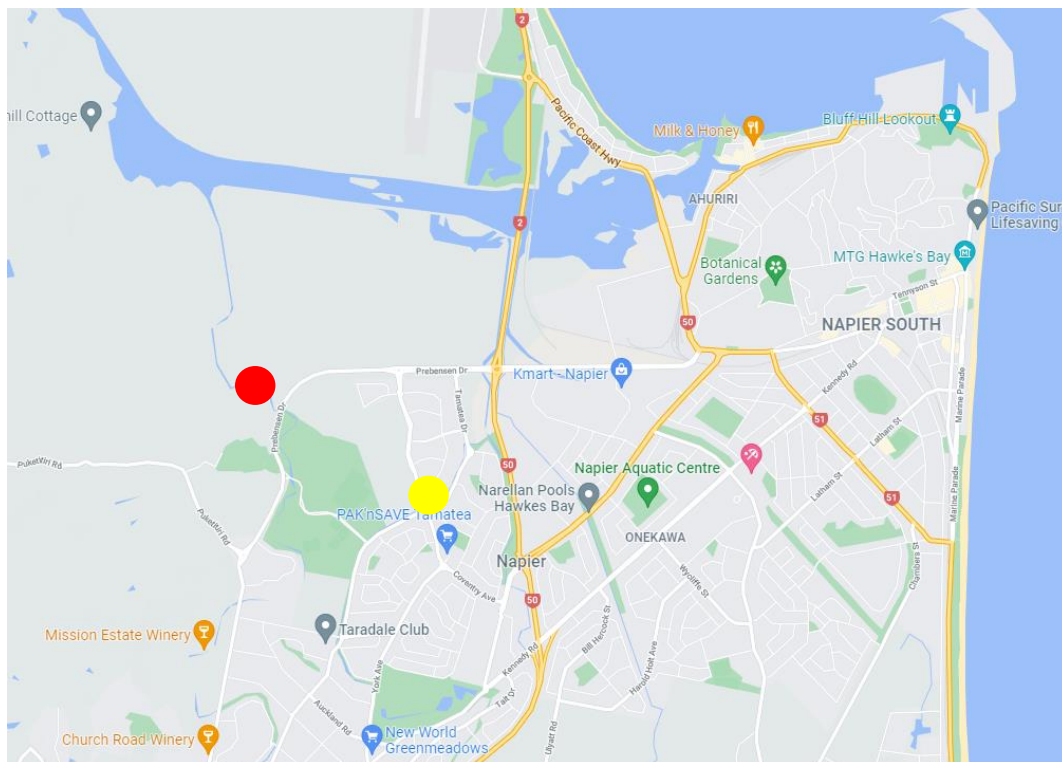 2
Pacific Coast Hwy
hill Cottage
Milk & Honey
Bluff Hill Lookout
AHURIRI
Pacific Sur
Lifesaving
2
MTG Hawke's Bay
Botanical
Gardens
Tennyson St
50
NAPIER SOUTH
Prebensen Dr
Kmart - Napier
Kennedy Rd
Marine Parade
Tamatea Dr
Prebensen Dr
51
Latham St
Puketitiri Rd
50
Napier Aquatic Centre
Narellan Pools
Hawkes Bay
Latham St
51
Marine Parade
PAK'nSAVE Tamatea
Puketitiri Rd
ONEKAWA
Napier
Chambers St
Wycliffe St
Coventry Ave
50
Bill Hercock St
Mission Estate Winery
Taradale Club
Kennedy Rd
Harold Holt Ave
York Ave
Tait Dr
Auckland Rd
Church Road Winery
New World
Greenmeadows
Ulyatt Rd